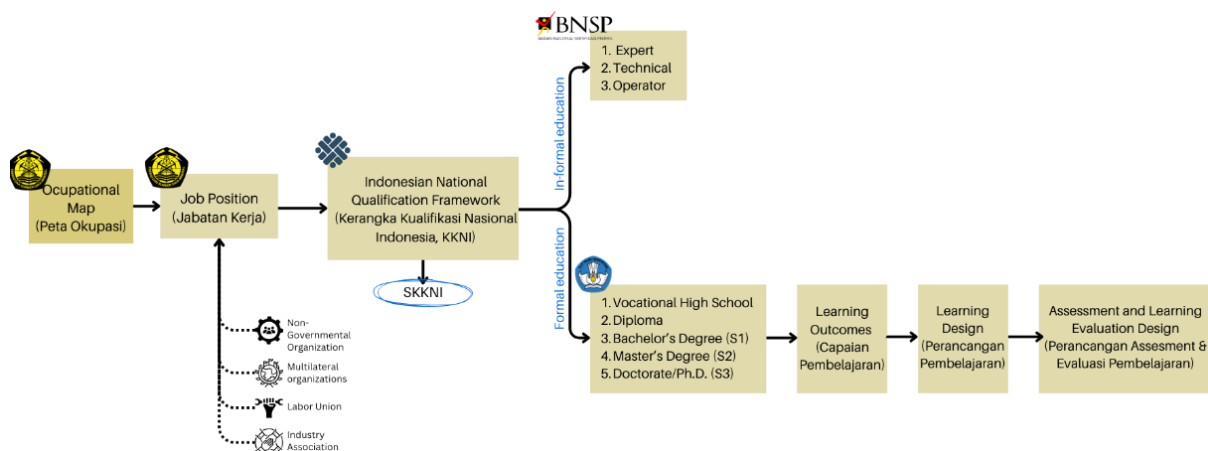 BNSP
1. Expert
2. Technical
3. Operator
In-formal education
Ocupational
Map
(Peta Okupasi)
Job Position
(Jabatan Kerja)
Indonesian National
Qualification Framework
(Kerangka Kualifikasi Nasional
Indonesia, KKNI)
SKKNI
Formal education
1. Vocational High School
2. Diploma
3. Bachelor's Degree (S1)
4. Master's Degree (S2)
5. Doctorate/Ph.D. (S3)
Learning
Outcomes
(Capaian
Pembelajaran)
Learning
Design
(Perancangan
Pembelajaran)
Assessment and Learning
Evaluation Design
(Perancangan Assesment &
Evaluasi Pembelajaran)
Non-
Governmental
Organization
Multilateral
organizations
Labor Union
Industry
Association